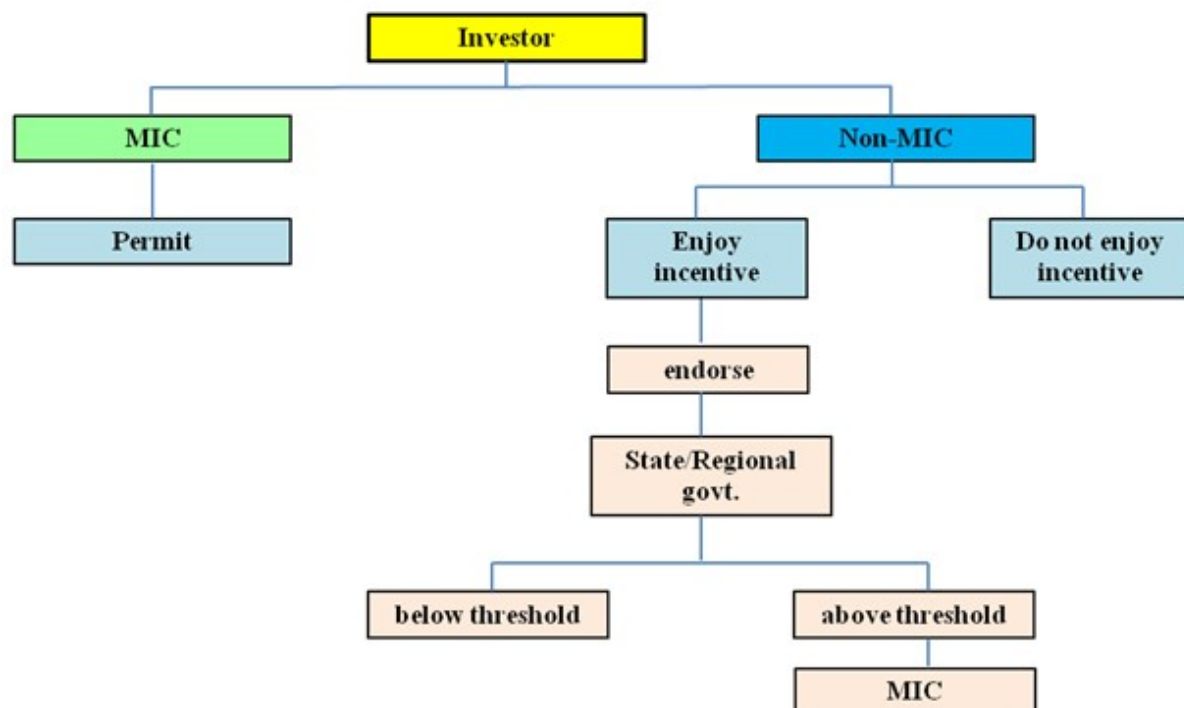 Investor
MIC
Non-MIC
Permit
Enjoy
incentive
Do not enjoy
incentive
endorse
State/Regional
govt.
below threshold
above threshold
MIC